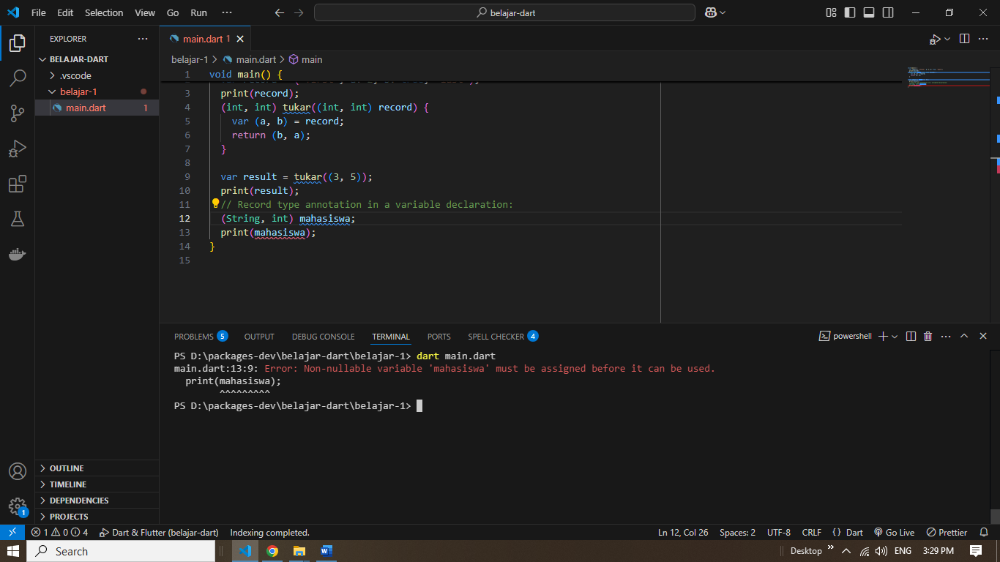 File Edit Selection View Go Run ···
belajar-dart
EXPLORER ···
BELAJAR-DART
.vscode
belajar-1
main.dart 1
OUTLINE
TIMELINE
DEPENDENCIES
PROJECTS
main.dart 1
belajar-1 > main.dart > main
1 void main() {
3 print(record);
4 (int, int) tukar((int, int) record) {
5 var (a, b) = record;
6 return (b, a);
7 }
8
9 var result = tukar((3, 5));
10 print(result);
11 // Record type annotation in a variable declaration:
12 (String, int) mahasiswa;
13 print(mahasiswa);
14 }
15
PROBLEMS 5 OUTPUT DEBUG CONSOLE TERMINAL PORTS SPELL CHECKER 4
powershell
PS D:\packages-dev\belajar-dart\belajar-1> dart main.dart
main.dart:13:9: Error: Non-nullable variable 'mahasiswa' must be assigned before it can be used.
print(mahasiswa);
^^^^^^^^^
PS D:\packages-dev\belajar-dart\belajar-1>
1
1 0 4 Dart & Flutter (belajar-dart) Indexing completed. Ln 12, Col 26 Spaces: 2 UTF-8 CRLF {} Dart Go Live Prettier
Search Desktop ENG 3:29 PM